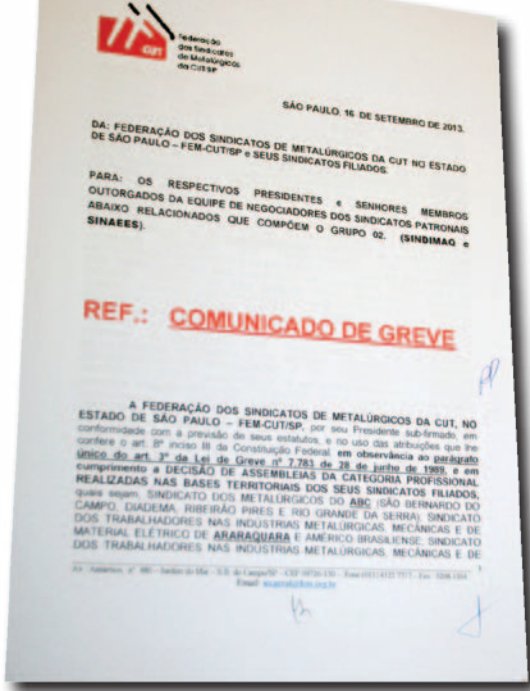 CUT
Federação
dos Sindicatos
de Metalúrgicos
da CUT/SP
SÃO PAULO, 16 DE SETEMBRO DE 2013.
DA: FEDERAÇÃO DOS SINDICATOS DE METALÚRGICOS DA CUT NO ESTADO
DE SÃO PAULO – FEM-CUT/SP e SEUS SINDICATOS FILIADOS.
PARA: OS RESPECTIVOS PRESIDENTES e SENHORES MEMBROS
OUTORGADOS DA EQUIPE DE NEGOCIADORES DOS SINDICATOS PATRONAIS
ABAIXO RELACIONADOS QUE COMPÕEM O GRUPO 02. (SINDIMAQ e
SINAEES).
REF.: COMUNICADO DE GREVE
A FEDERAÇÃO DOS SINDICATOS DE METALÚRGICOS DA CUT, NO
ESTADO DE SÃO PAULO – FEM-CUT/SP, por seu Presidente sub-firmado, em
conformidade com a previsão de seus estatutos, e no uso das atribuições que lhe
confere o art. 8º inciso III da Constituição Federal, em observância ao parágrafo
único do art. 3º da Lei de Greve nº 7.783 de 28 de junho de 1989, e em
cumprimento a DECISÃO DE ASSEMBLEIAS DA CATEGORIA PROFISSIONAL
REALIZADAS NAS BASES TERRITORIAIS DOS SEUS SINDICATOS FILIADOS,
quais sejam, SINDICATO DOS METALÚRGICOS DO ABC (SÃO BERNARDO DO
CAMPO, DIADEMA, RIBEIRÃO PIRES E RIO GRANDE DA SERRA); SINDICATO
DOS TRABALHADORES NAS INDÚSTRIAS METALÚRGICAS, MECÂNICAS E DE
MATERIAL ELÉTRICO DE ARARAQUARA E AMÉRICO BRASILIENSE; SINDICATO
DOS TRABALHADORES NAS INDÚSTRIAS METALÚRGICAS, MECÂNICAS E DE